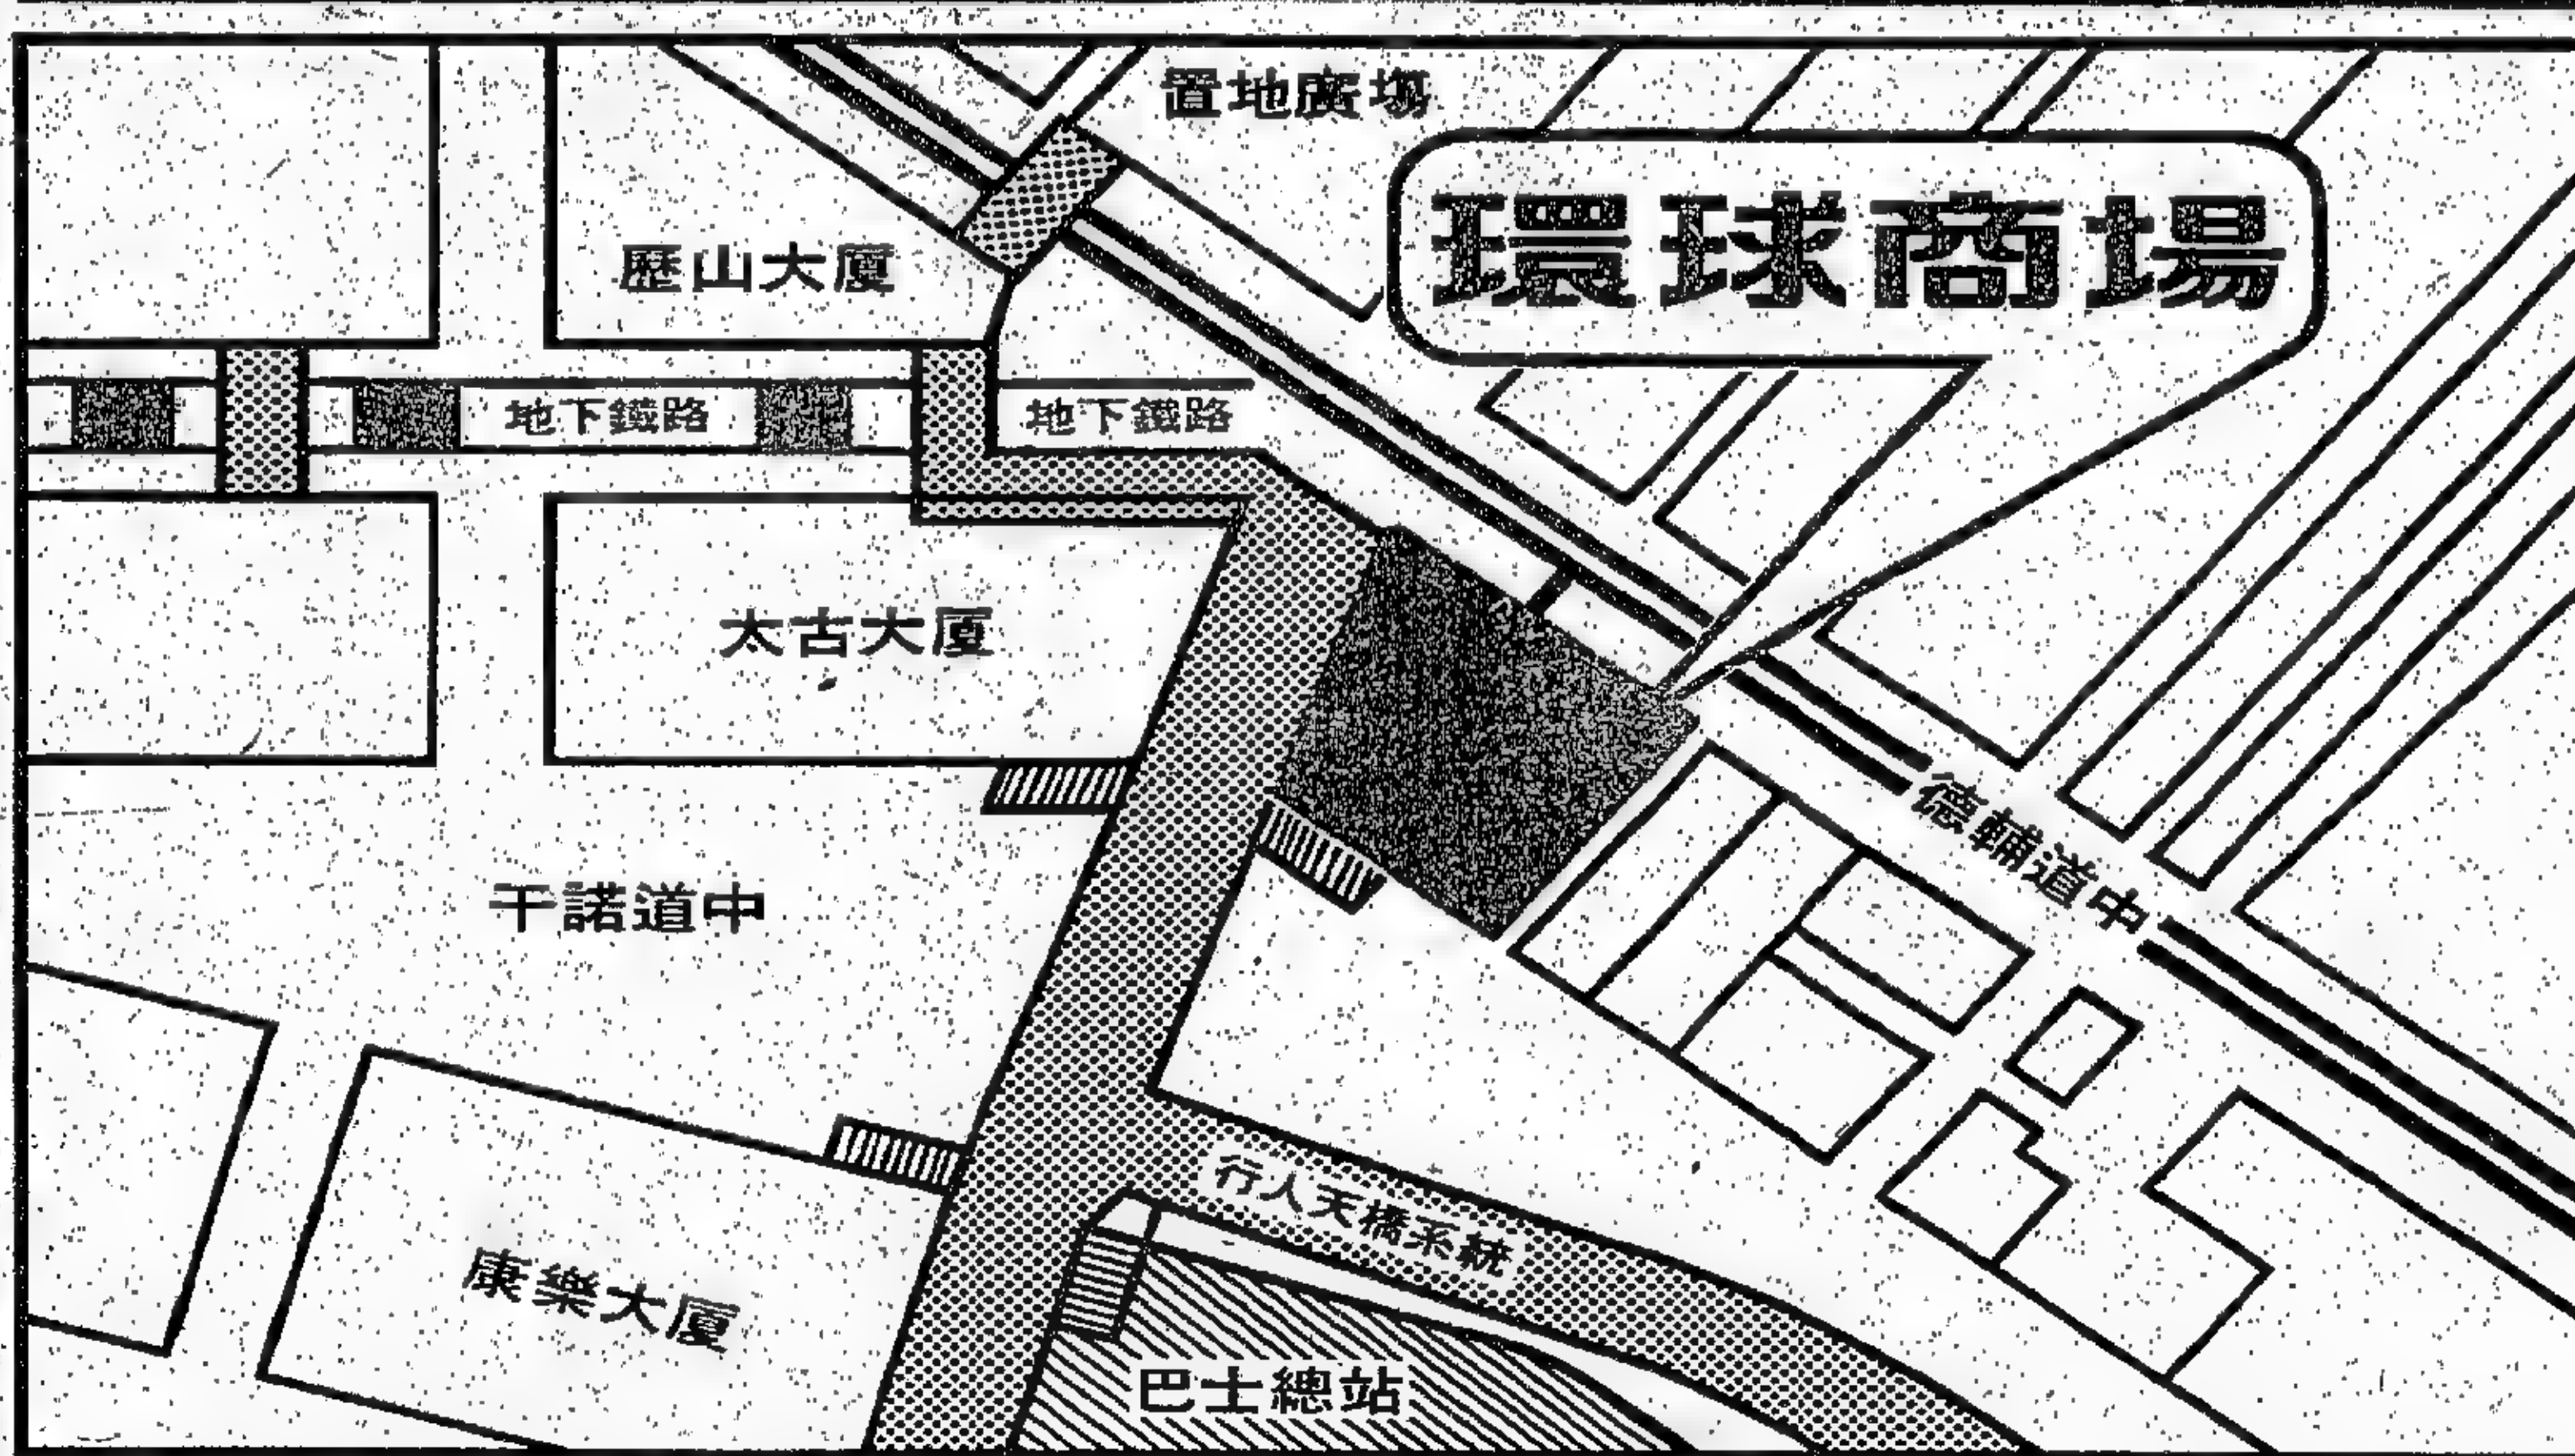 置地廣場
環球商場
歷山大廈
地下鐵路
地下鐵路
太古大廈
德輔道中
干諾道中
行人天橋系統
康樂大廈
巴士總站